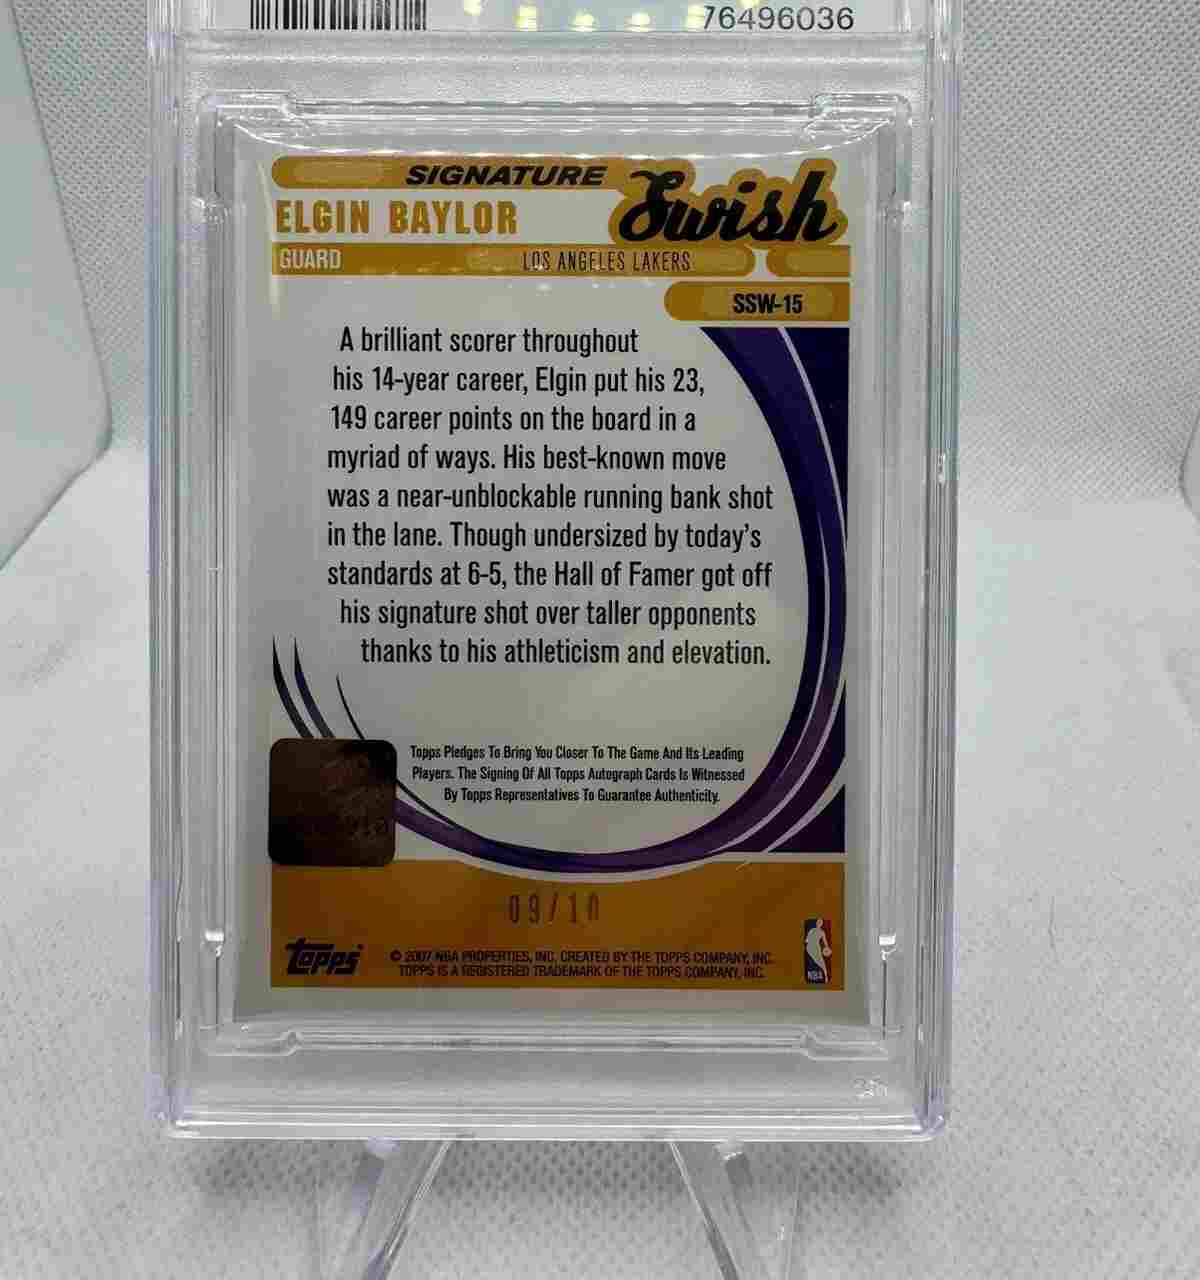 76496036
SIGNATURE Swish
ELGIN BAYLOR
GUARD LOS ANGELES LAKERS
SSW-15
A brilliant scorer throughout
his 14-year career, Elgin put his 23,
149 career points on the board in a
myriad of ways. His best-known move
was a near-unblockable running bank shot
in the lane. Though undersized by today's
standards at 6-5, the Hall of Famer got off
his signature shot over taller opponents
thanks to his athleticism and elevation.
Topps Pledges To Bring You Closer To The Game And Its Leading
Players. The Signing Of All Topps Autograph Cards Is Witnessed
By Topps Representatives To Guarantee Authenticity.
09/10
topps
© 2007 NBA PROPERTIES, INC. CREATED BY THE TOPPS COMPANY, INC.
TOPPS IS A REGISTERED TRADEMARK OF THE TOPPS COMPANY, INC.
NBA